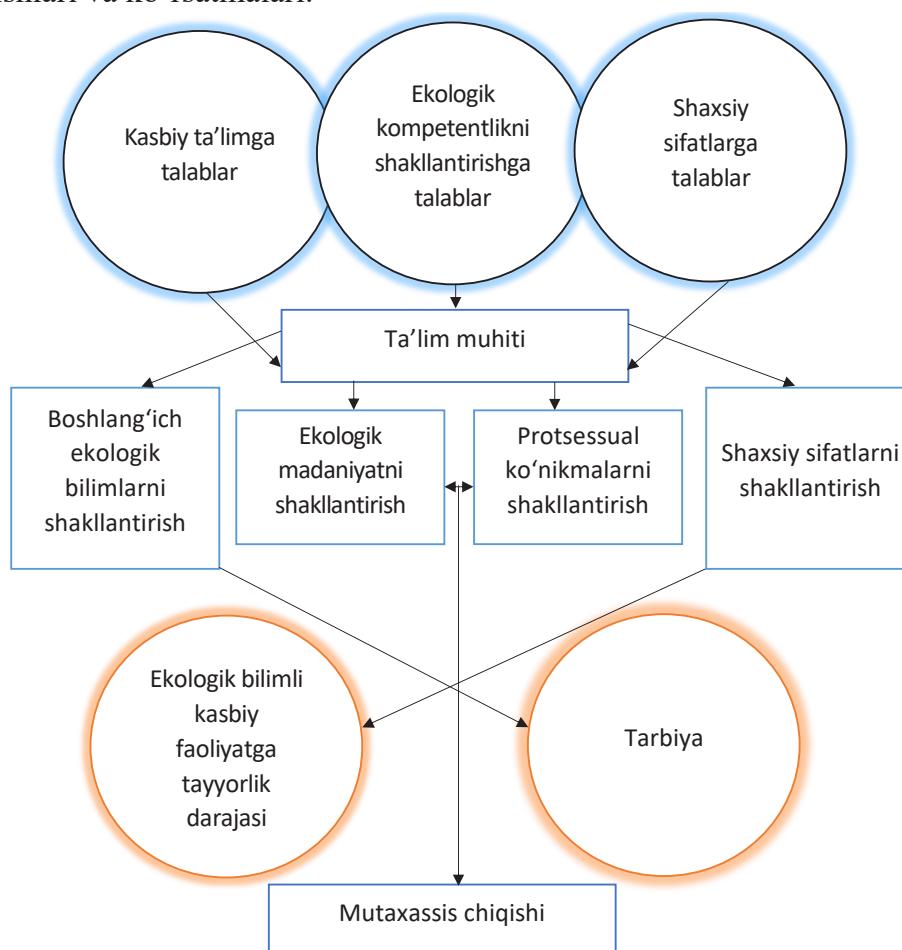 Kasbiy ta’limga
talablar
Ekologik
kompetentlikni
shakllantirishga
talablar
Shaxsiy
sifatlarga
talablar
Ta’lim muhiti
Boshlang‘ich
ekologik
bilimlarni
shakllantirish
Ekologik
madaniyatni
shakllantirish
Protsessual
ko‘nikmalarni
shakllantirish
Shaxsiy sifatlarni
shakllantirish
Ekologik bilimli
kasbiy
faoliyatga
tayyorlik
darajasi
Tarbiya
Mutaxassis chiqishi